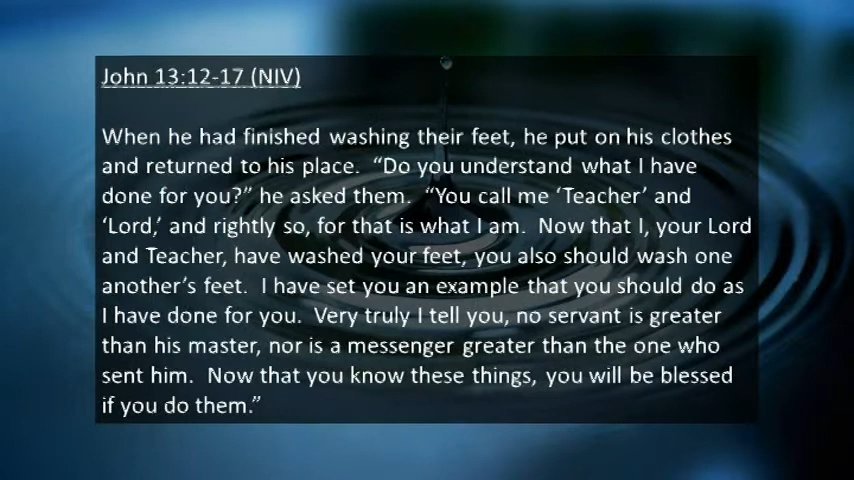 John 13:12-17 (NIV)
When he had finished washing their feet, he put on his clothes
and returned to his place.  “Do you understand what I have
done for you?” he asked them.  “You call me ‘Teacher’ and
‘Lord,’ and rightly so, for that is what I am.  Now that I, your Lord
and Teacher, have washed your feet, you also should wash one
another’s feet.  I have set you an example that you should do as
I have done for you.  Very truly I tell you, no servant is greater
than his master, nor is a messenger greater than the one who
sent him.  Now that you know these things, you will be blessed
if you do them.”